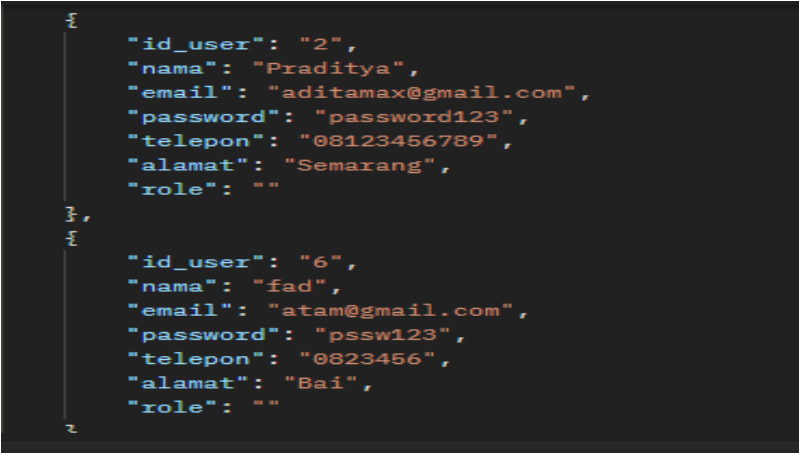 {
"id_user": "2",
"nama": "Praditya",
"email": "aditamax@gmail.com",
"password": "password123",
"telepon": "08123456789",
"alamat": "Semarang",
"role": ""
},
{
"id_user": "6",
"nama": "fad",
"email": "atam@gmail.com",
"password": "pssw123",
"telepon": "0823456",
"alamat": "Bai",
"role": ""
}